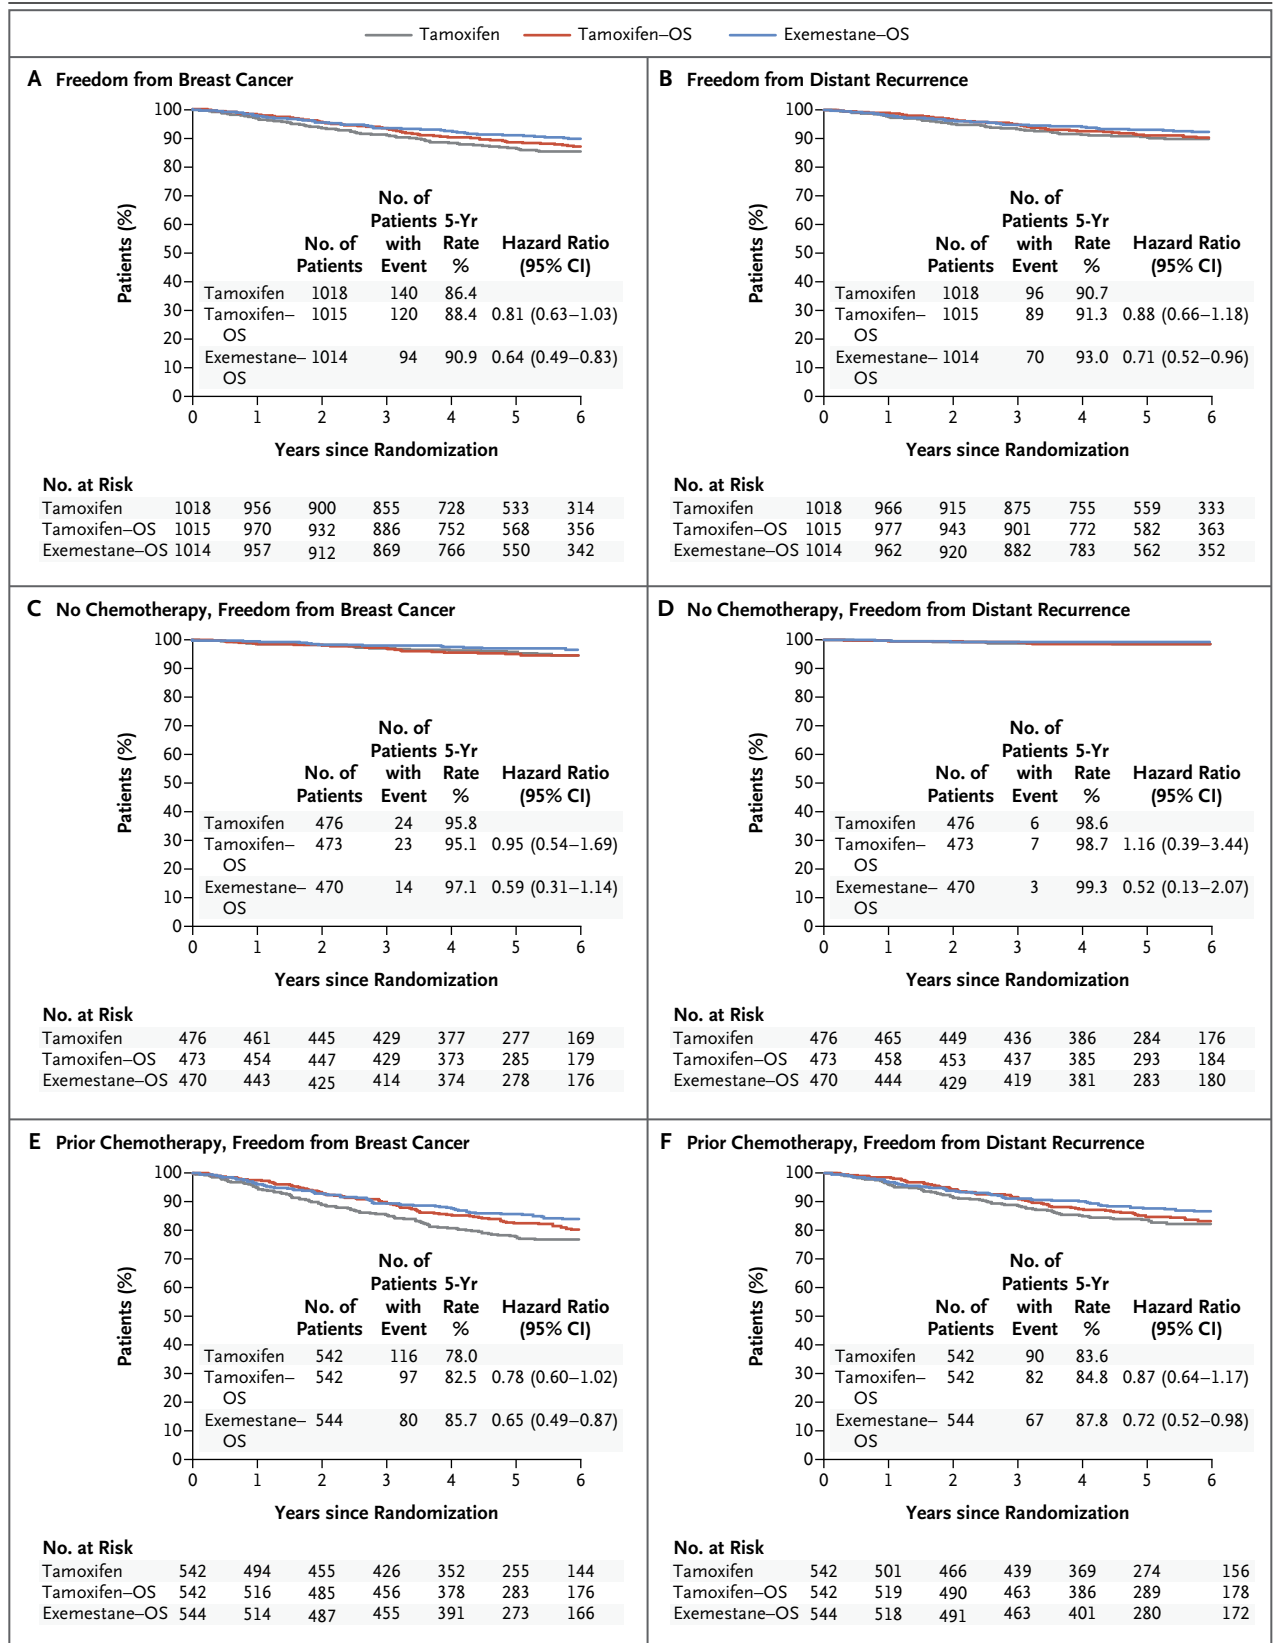 Tamoxifen Tamoxifen–OS Exemestane–OS
A Freedom from Breast Cancer
Patients (%)
100
90
80
70
60
50
40
30
20
10
0
No. of
Patients 5-Yr
No. of with Rate Hazard Ratio
Patients Event % (95% CI)
Tamoxifen 1018 140 86.4
Tamoxifen– 1015 120 88.4 0.81 (0.63–1.03)
OS
Exemestane– 1014 94 90.9 0.64 (0.49–0.83)
OS
0 1 2 3 4 5 6
Years since Randomization
No. at Risk
Tamoxifen 1018 956 900 855 728 533 314
Tamoxifen–OS 1015 970 932 886 752 568 356
Exemestane–OS 1014 957 912 869 766 550 342
B Freedom from Distant Recurrence
Patients (%)
100
90
80
70
60
50
40
30
20
10
0
No. of
Patients 5-Yr
No. of with Rate Hazard Ratio
Patients Event % (95% CI)
Tamoxifen 1018 96 90.7
Tamoxifen– 1015 89 91.3 0.88 (0.66–1.18)
OS
Exemestane– 1014 70 93.0 0.71 (0.52–0.96)
OS
0 1 2 3 4 5 6
Years since Randomization
No. at Risk
Tamoxifen 1018 966 915 875 755 559 333
Tamoxifen–OS 1015 977 943 901 772 582 363
Exemestane–OS 1014 962 920 882 783 562 352
C No Chemotherapy, Freedom from Breast Cancer
Patients (%)
100
90
80
70
60
50
40
30
20
10
0
No. of
Patients 5-Yr
No. of with Rate Hazard Ratio
Patients Event % (95% CI)
Tamoxifen 476 24 95.8
Tamoxifen– 473 23 95.1 0.95 (0.54–1.69)
OS
Exemestane– 470 14 97.1 0.59 (0.31–1.14)
OS
0 1 2 3 4 5 6
Years since Randomization
No. at Risk
Tamoxifen 476 461 445 429 377 277 169
Tamoxifen–OS 473 454 447 429 373 285 179
Exemestane–OS 470 443 425 414 374 278 176
D No Chemotherapy, Freedom from Distant Recurrence
Patients (%)
100
90
80
70
60
50
40
30
20
10
0
No. of
Patients 5-Yr
No. of with Rate Hazard Ratio
Patients Event % (95% CI)
Tamoxifen 476 6 98.6
Tamoxifen– 473 7 98.7 1.16 (0.39–3.44)
OS
Exemestane– 470 3 99.3 0.52 (0.13–2.07)
OS
0 1 2 3 4 5 6
Years since Randomization
No. at Risk
Tamoxifen 476 465 449 436 386 284 176
Tamoxifen–OS 473 458 453 437 385 293 184
Exemestane–OS 470 444 429 419 381 283 180
E Prior Chemotherapy, Freedom from Breast Cancer
Patients (%)
100
90
80
70
60
50
40
30
20
10
0
No. of
Patients 5-Yr
No. of with Rate Hazard Ratio
Patients Event % (95% CI)
Tamoxifen 542 116 78.0
Tamoxifen– 542 97 82.5 0.78 (0.60–1.02)
OS
Exemestane– 544 80 85.7 0.65 (0.49–0.87)
OS
0 1 2 3 4 5 6
Years since Randomization
No. at Risk
Tamoxifen 542 494 455 426 352 255 144
Tamoxifen–OS 542 516 485 456 378 283 176
Exemestane–OS 544 514 487 455 391 273 166
F Prior Chemotherapy, Freedom from Distant Recurrence
Patients (%)
100
90
80
70
60
50
40
30
20
10
0
No. of
Patients 5-Yr
No. of with Rate Hazard Ratio
Patients Event % (95% CI)
Tamoxifen 542 90 83.6
Tamoxifen– 542 82 84.8 0.87 (0.64–1.17)
OS
Exemestane– 544 67 87.8 0.72 (0.52–0.98)
OS
0 1 2 3 4 5 6
Years since Randomization
No. at Risk
Tamoxifen 542 501 466 439 369 274 156
Tamoxifen–OS 542 519 490 463 386 289 178
Exemestane–OS 544 518 491 463 401 280 172